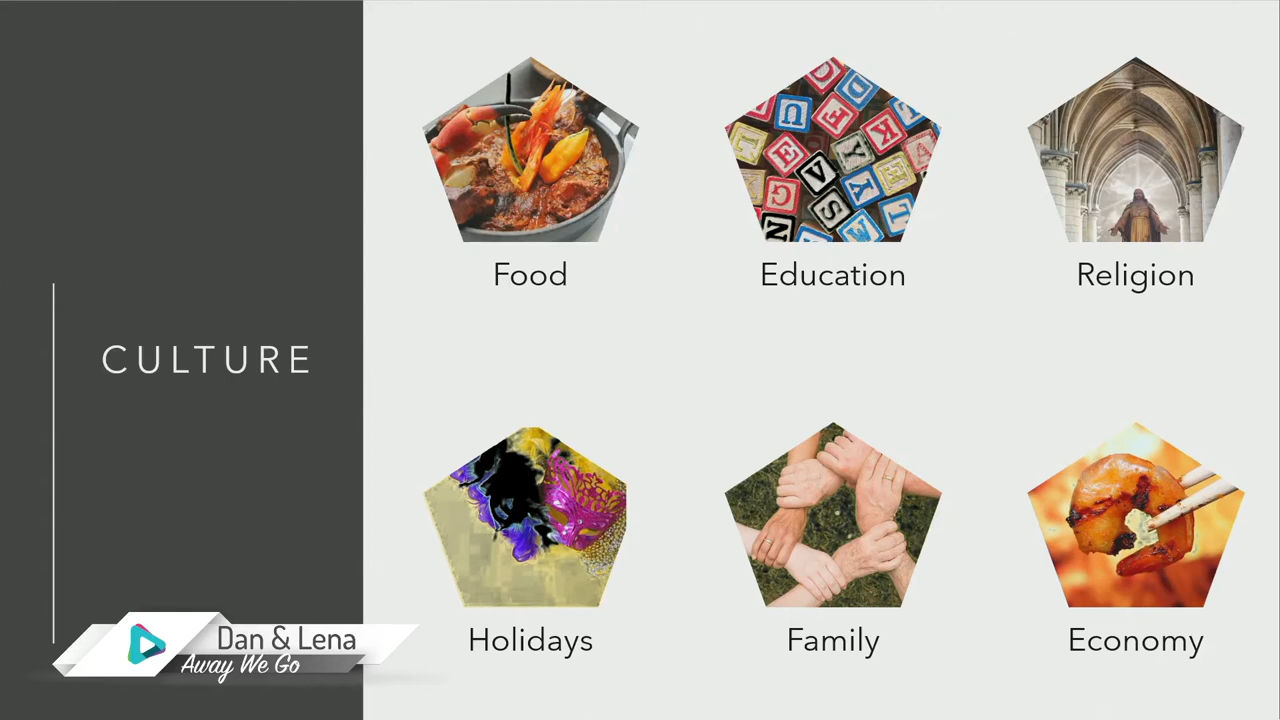 CULTURE
Food
Education
Religion
Holidays
Family
Economy
Dan & Lena
Away We Go